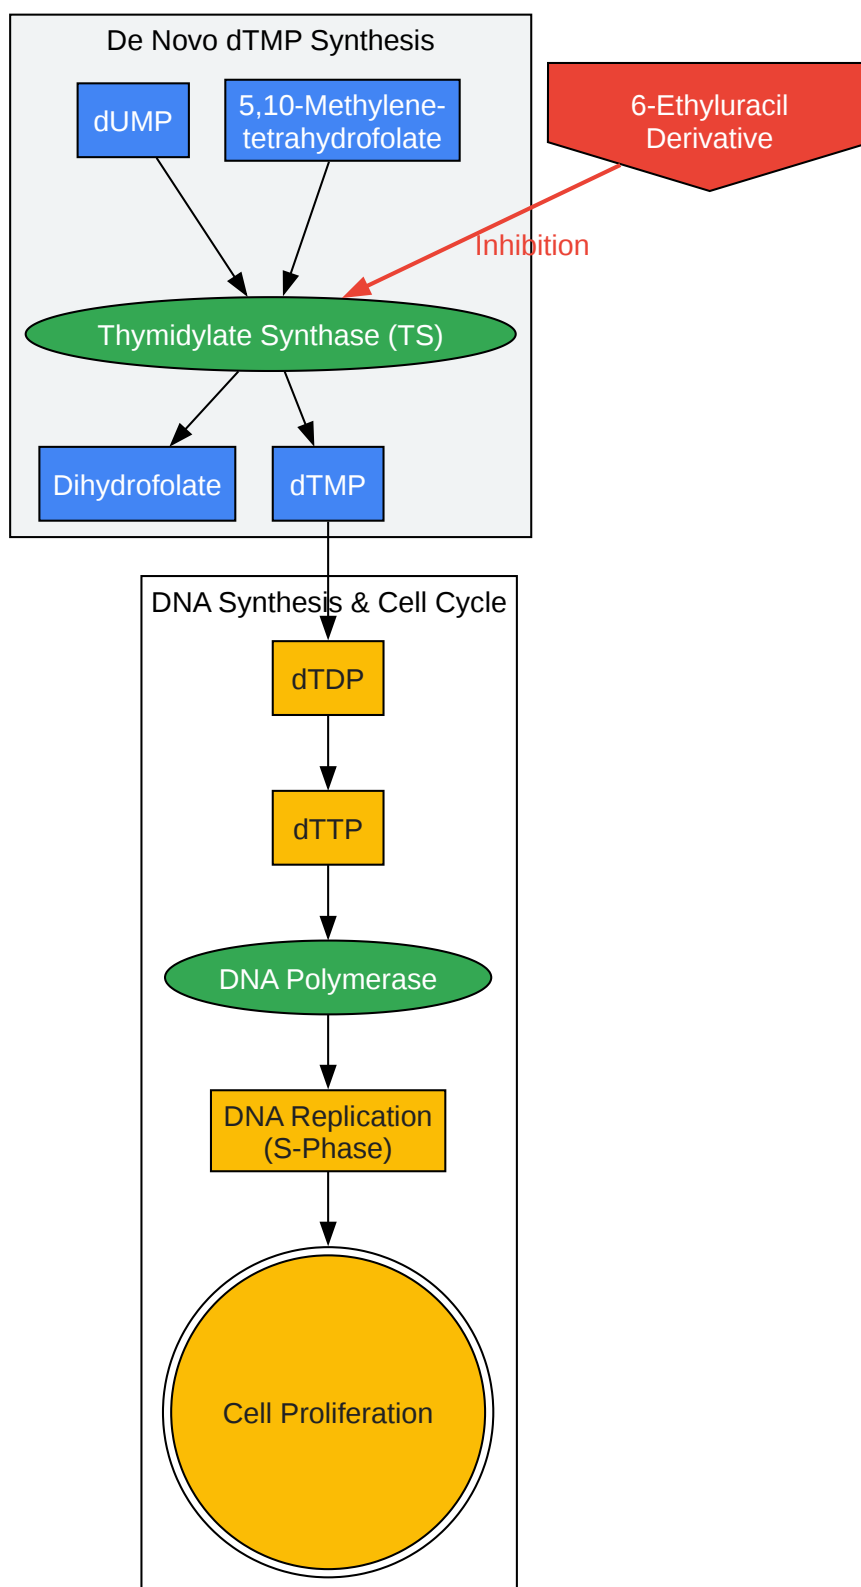 De Novo dTMP Synthesis
dUMP
5,10-Methylene-
tetrahydrofolate
6-Ethyluracil
Derivative
Inhibition
Thymidylate Synthase (TS)
Dihydrofolate
dTMP
DNA Synthesis & Cell Cycle
dTDP
dTTP
DNA Polymerase
DNA Replication
(S-Phase)
Cell Proliferation